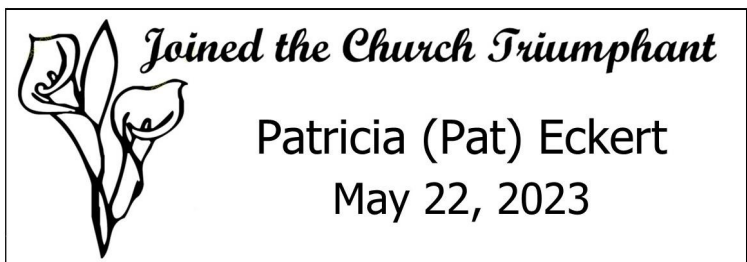 Joined the Church Triumphant
Patricia (Pat) Eckert
May 22, 2023